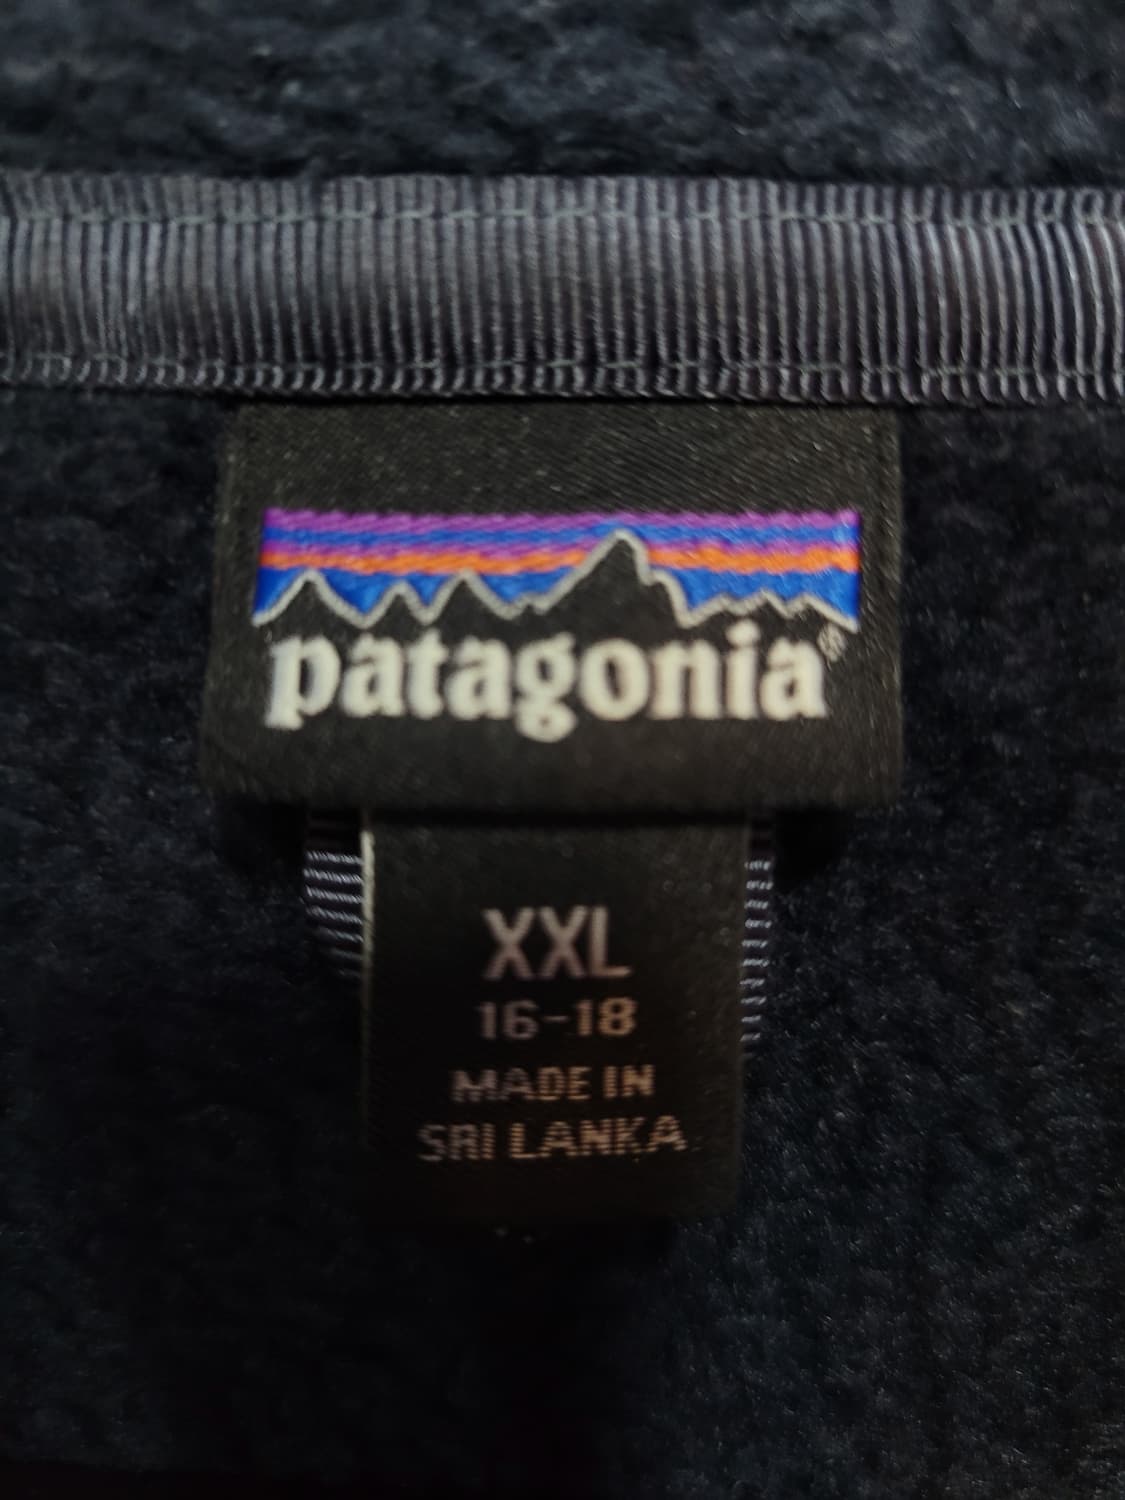 patagonia®
XXL
16-18
MADE IN
SRI LANKA